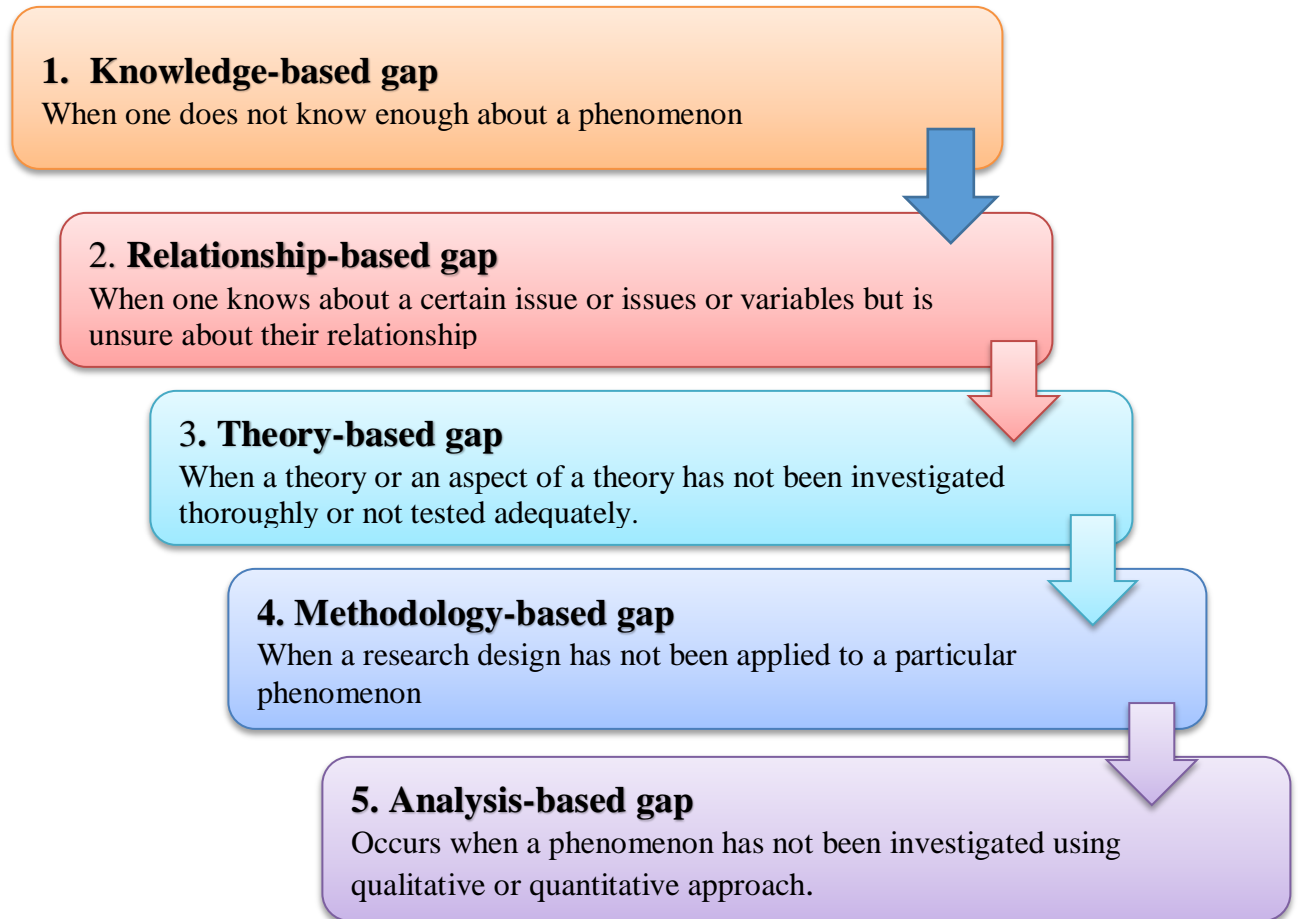 1. Knowledge-based gap
When one does not know enough about a phenomenon
2. Relationship-based gap
When one knows about a certain issue or issues or variables but is
unsure about their relationship
3. Theory-based gap
When a theory or an aspect of a theory has not been investigated
thoroughly or not tested adequately.
4. Methodology-based gap
When a research design has not been applied to a particular
phenomenon
5. Analysis-based gap
Occurs when a phenomenon has not been investigated using
qualitative or quantitative approach.